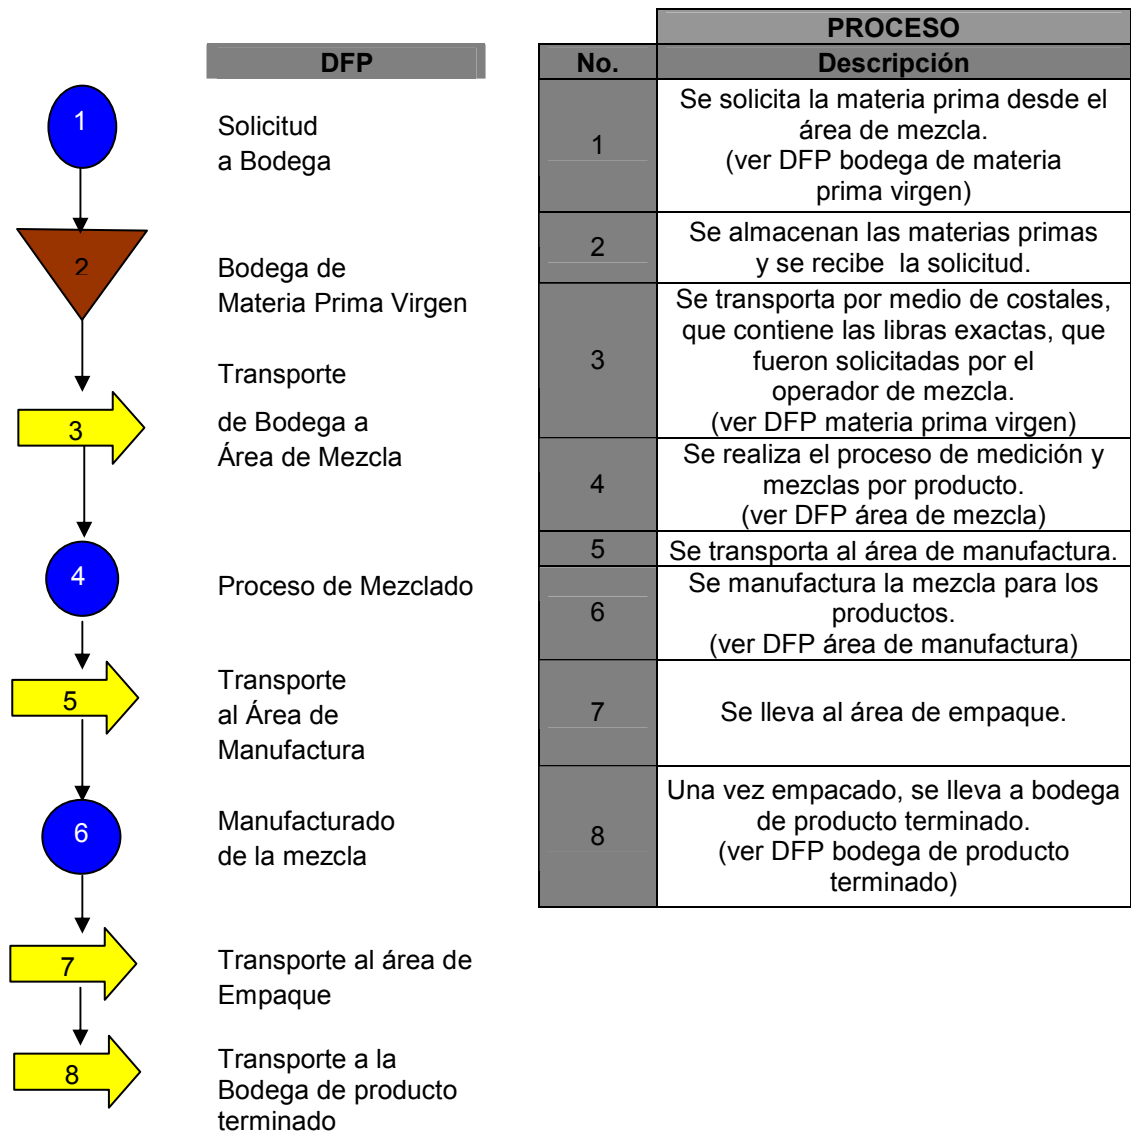 DFP
1
Solicitud
a Bodega
2
Bodega de
Materia Prima Virgen
Transporte
3
de Bodega a
Área de Mezcla
4
Proceso de Mezclado
5
Transporte
al Área de
Manufactura
6
Manufacturado
de la mezcla
7
Transporte al área de
Empaque
8
Transporte a la
Bodega de producto
terminado
PROCESO
No.
Descripción
1
Se solicita la materia prima desde el
área de mezcla.
(ver DFP bodega de materia
prima virgen)
2
Se almacenan las materias primas
y se recibe la solicitud.
3
Se transporta por medio de costales,
que contiene las libras exactas, que
fueron solicitadas por el
operador de mezcla.
(ver DFP materia prima virgen)
4
Se realiza el proceso de medición y
mezclas por producto.
(ver DFP área de mezcla)
5
Se transporta al área de manufactura.
6
Se manufactura la mezcla para los
productos.
(ver DFP área de manufactura)
7
Se lleva al área de empaque.
8
Una vez empacado, se lleva a bodega
de producto terminado.
(ver DFP bodega de producto
terminado)